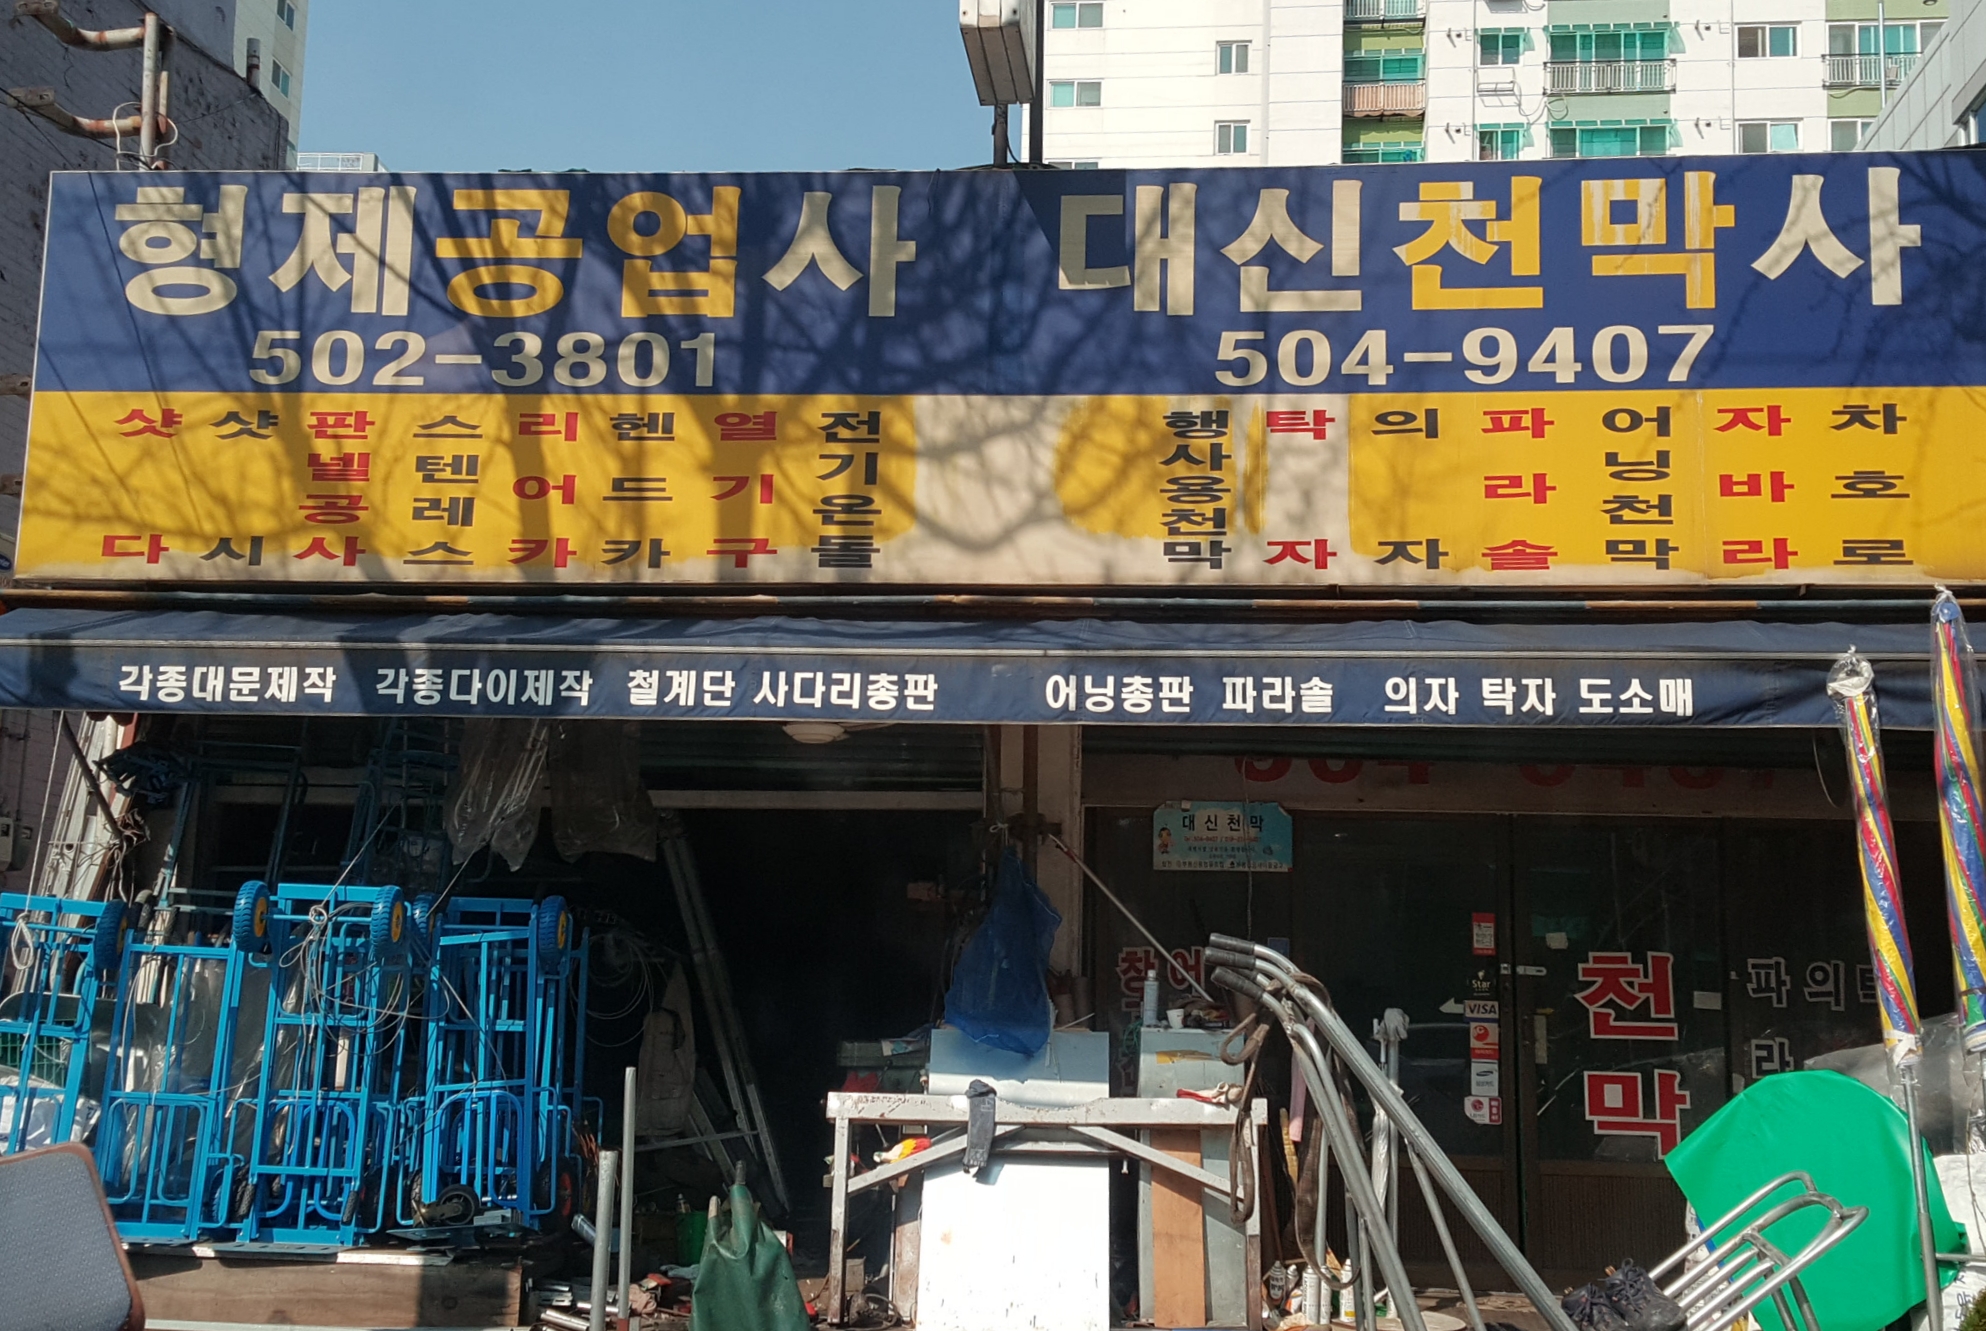 형제공업사
502-3801
샷다
샷시
판넬공사
스텐레스
리어카
헨드카
열기구
전기온돌
대신천막사
504-9407
행사용천막
탁자
의자
파라솔
어닝천막
자바라
차호로
각종대문제작 각종다이제작 철계단 사다리총판
어닝총판 파라솔 의자 탁자 도소매
대신천막
Star
VISA
천막
파라
의